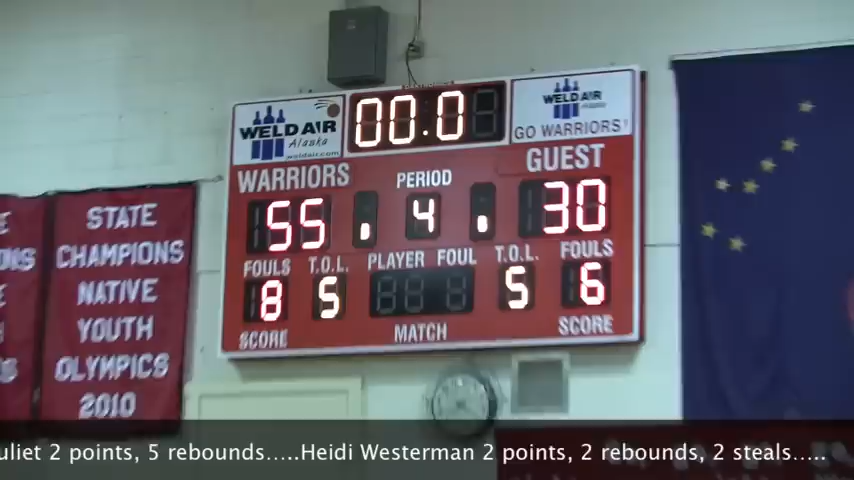 WELD AIR
Alaska
weldair.com
00.0
WELD AIR
Alaska
GO WARRIORS!
WARRIORS
PERIOD
GUEST
55
4
30
FOULS
T.O.L.
PLAYER FOUL
T.O.L.
FOULS
8
5
5
6
SCORE
MATCH
SCORE
STATE
CHAMPIONS
NATIVE
YOUTH
OLYMPICS
2010
uliet 2 points, 5 rebounds.....Heidi Westerman 2 points, 2 rebounds, 2 steals.....